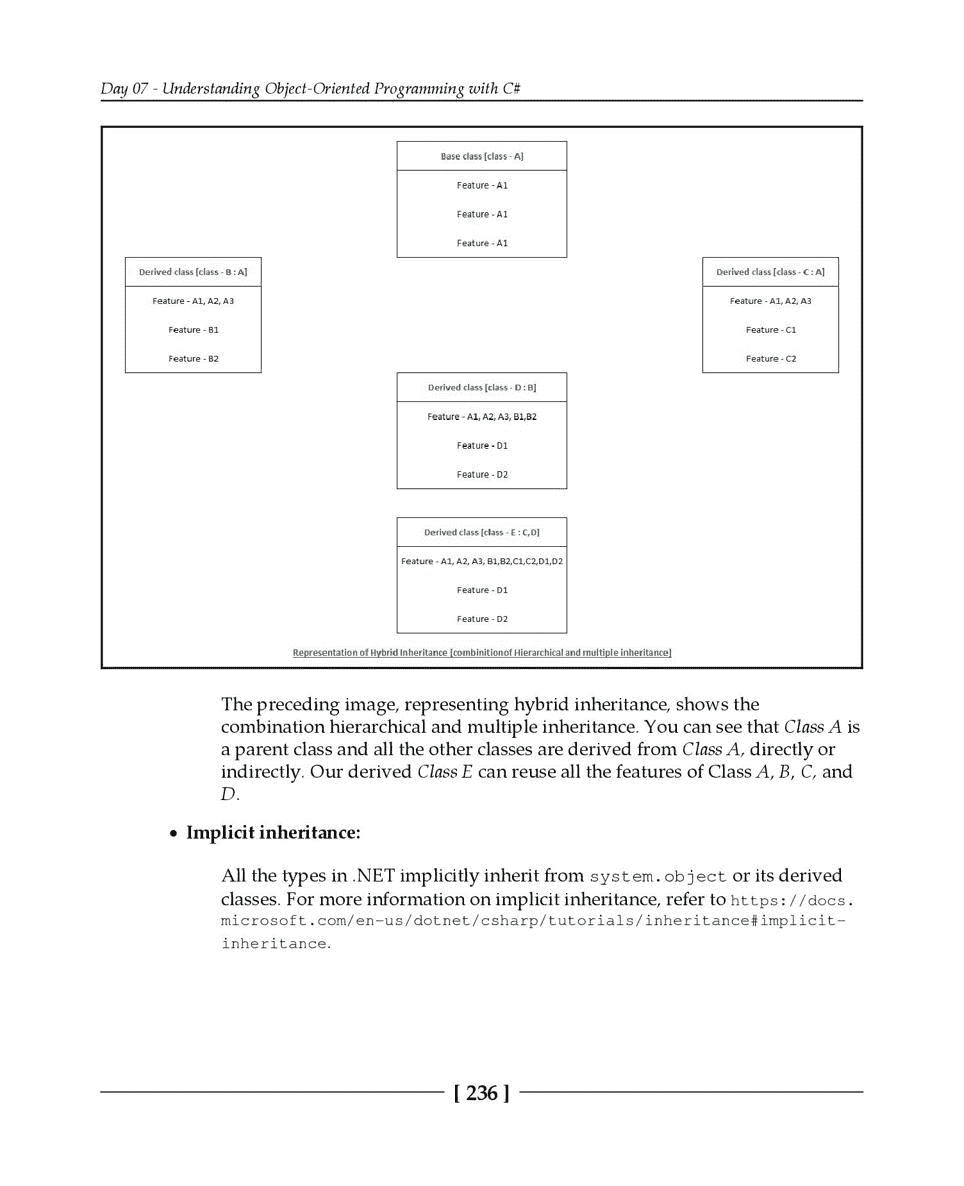 Day 07 - Understanding Object-Oriented Programming with C#
Base class [class - A]
Feature - A1
Feature - A1
Feature - A1
Derived class [class - B : A]
Feature - A1, A2, A3
Feature - B1
Feature - B2
Derived class [class - C : A]
Feature - A1, A2, A3
Feature - C1
Feature - C2
Derived class [class - D : B]
Feature - A1, A2, A3, B1,B2
Feature - D1
Feature - D2
Derived class [class - E : C,D]
Feature - A1, A2, A3, B1,B2,C1,C2,D1,D2
Feature - D1
Feature - D2
Representation of Hybrid Inheritance [combinitionof Hierarchical and multiple inheritance]
The preceding image, representing hybrid inheritance, shows the
combination hierarchical and multiple inheritance. You can see that Class A is
a parent class and all the other classes are derived from Class A, directly or
indirectly. Our derived Class E can reuse all the features of Class A, B, C, and
D.
• Implicit inheritance:
All the types in .NET implicitly inherit from system.object or its derived
classes. For more information on implicit inheritance, refer to https://docs.
microsoft.com/en-us/dotnet/csharp/tutorials/inheritance#implicit-
inheritance.
[ 236 ]